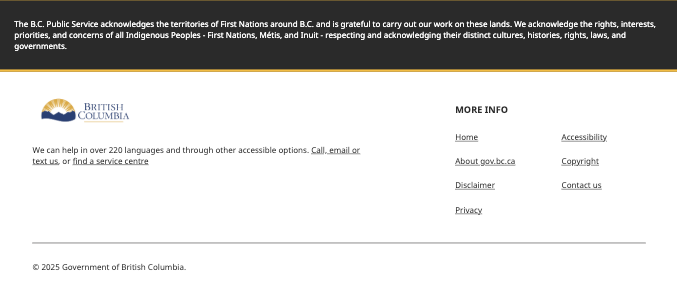 The B.C. Public Service acknowledges the territories of First Nations around B.C. and is grateful to carry out our work on these lands. We acknowledge the rights, interests,
priorities, and concerns of all Indigenous Peoples - First Nations, Métis, and Inuit - respecting and acknowledging their distinct cultures, histories, rights, laws, and
governments.
BRITISH
COLUMBIA
We can help in over 220 languages and through other accessible options. Call, email or
text us, or find a service centre
MORE INFO
Home
Accessibility
About gov.bc.ca
Copyright
Disclaimer
Contact us
Privacy
© 2025 Government of British Columbia.